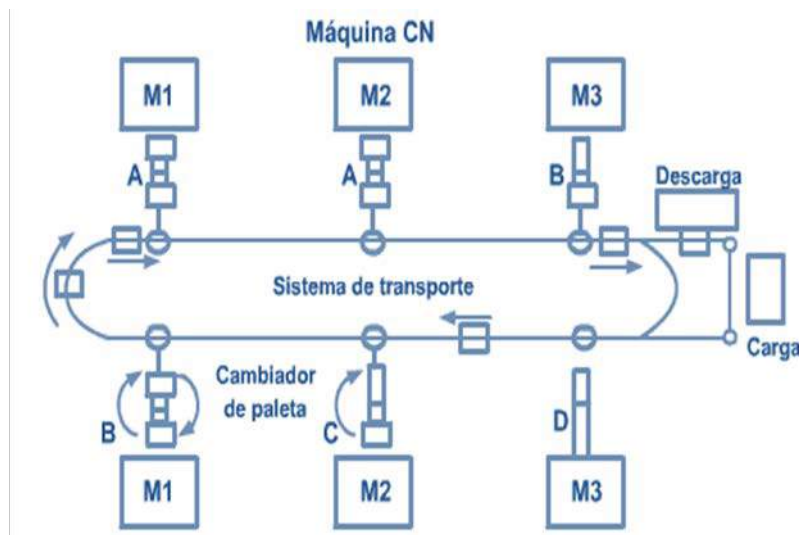 Máquina CN
M1
M2
M3
A
A
B
Descarga
Sistema de transporte
Carga
Cambiador
de paleta
B
C
D
M1
M2
M3